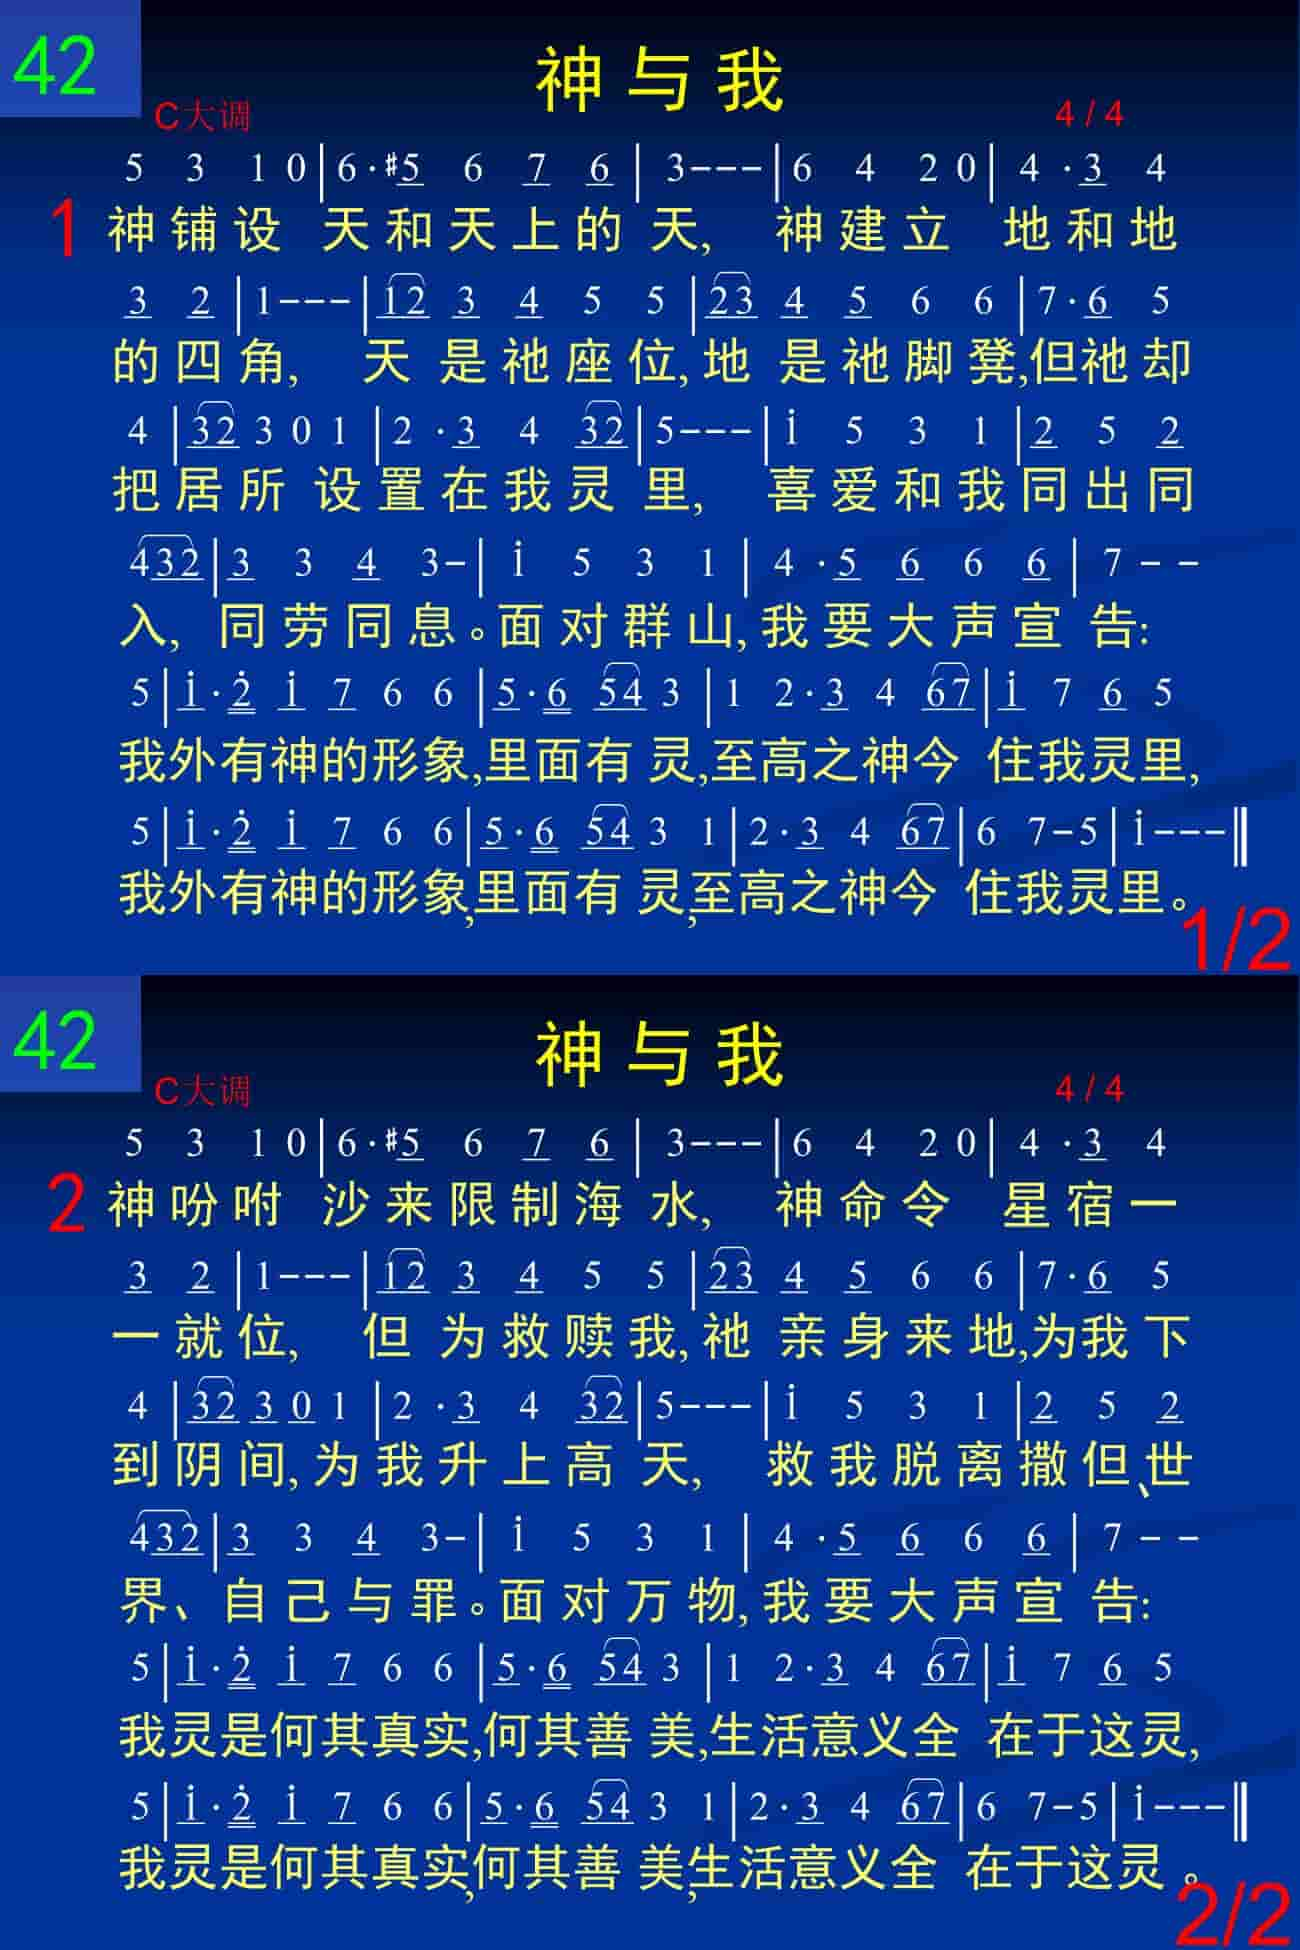 42
神与我
C大调
4/4
5 3 1 0 | 6·#5 6 7 6 | 3--- | 6 4 2 0 | 4·3 4
1 神铺设 天和天上的 天, 神建立 地和地
3 2 | 1--- | 12 3 4 5 5 | 23 4 5 6 6 | 7·6 5
的四角, 天 是祂座位,地 是祂脚凳,但祂却
4 | 32 3 0 1 | 2·3 4 32 | 5--- | i 5 3 1 | 2 5 2
把居所 设置在我灵 里, 喜爱和我同出同
432 | 3 3 4 3- | i 5 3 1 | 4·5 6 6 6 | 7 - -
入, 同劳同息。面对群山,我要大声宣 告:
5 | i·2̇ i 7 6 6 | 5·6 54 3 | 1 2·3 4 67 | i 7 6 5
我外有神的形象,里面有 灵,至高之神今 住我灵里,
5 | i·2̇ i 7 6 6 | 5·6 54 3 1 | 2·3 4 67 | 6 7-5 | i---‖
我外有神的形象,里面有 灵,至高之神今 住我灵里。
1/2
42
神与我
C大调
4/4
5 3 1 0 | 6·#5 6 7 6 | 3--- | 6 4 2 0 | 4·3 4
2 神吩咐 沙来限制海 水, 神命令 星宿一
3 2 | 1--- | 12 3 4 5 5 | 23 4 5 6 6 | 7·6 5
一就位, 但 为救赎我,祂 亲身来地,为我下
4 | 32 3 0 1 | 2·3 4 32 | 5--- | i 5 3 1 | 2 5 2
到阴间,为我升上高 天, 救我脱离撒但、世
432 | 3 3 4 3- | i 5 3 1 | 4·5 6 6 6 | 7 - -
界、自己与罪。面对万物,我要大声宣 告:
5 | i·2̇ i 7 6 6 | 5·6 54 3 | 1 2·3 4 67 | i 7 6 5
我灵是何其真实,何其善 美,生活意义全 在于这灵,
5 | i·2̇ i 7 6 6 | 5·6 54 3 1 | 2·3 4 67 | 6 7-5 | i---‖
我灵是何其真实,何其善 美,生活意义全 在于这灵。
2/2